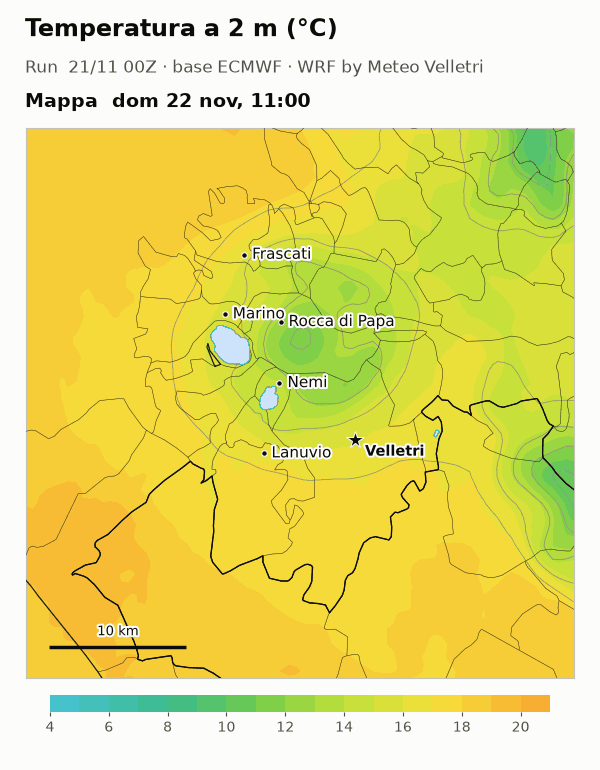 Temperatura a 2 m (°C)
Run  21/11 00Z · base ECMWF · WRF by Meteo Velletri
Mappa  dom 22 nov, 11:00
Frascati
Marino
Rocca di Papa
Nemi
Velletri
Lanuvio
10 km
4 6 8 10 12 14 16 18 20